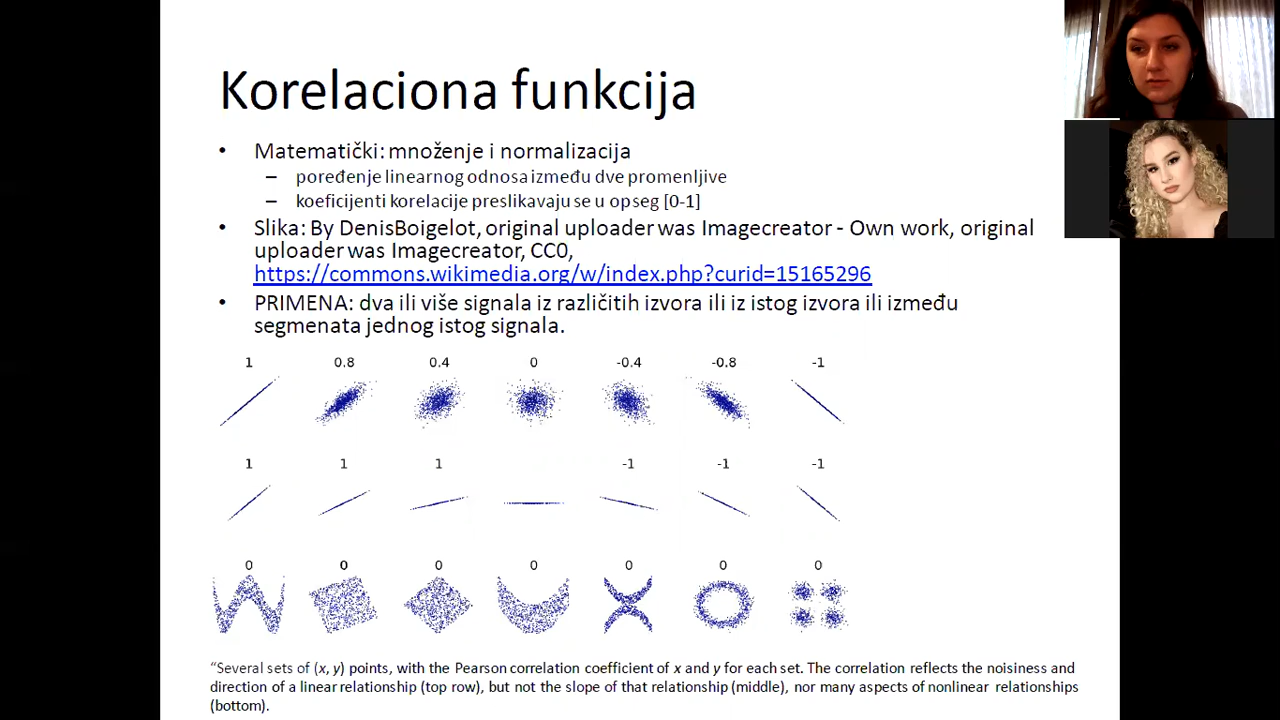 Korelaciona funkcija
• Matematički: množenje i normalizacija
– poređenje linearnog odnosa između dve promenljive
– koeficijenti korelacije preslikavaju se u opseg [0-1]
• Slika: By DenisBoigelot, original uploader was Imagecreator - Own work, original
uploader was Imagecreator, CC0,
https://commons.wikimedia.org/w/index.php?curid=15165296
• PRIMENA: dva ili više signala iz različitih izvora ili iz istog izvora ili između
segmenata jednog istog signala.
1 0.8 0.4 0 -0.4 -0.8 -1
1 1 1 -1 -1 -1
0 0 0 0 0 0 0
“Several sets of (x, y) points, with the Pearson correlation coefficient of x and y for each set. The correlation reflects the noisiness and
direction of a linear relationship (top row), but not the slope of that relationship (middle), nor many aspects of nonlinear relationships
(bottom).